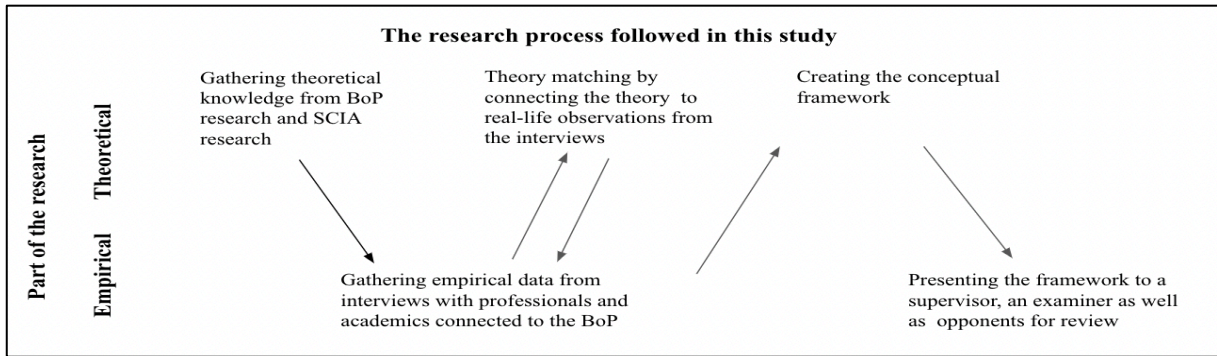 The research process followed in this study
Gathering theoretical
knowledge from BoP
research and SCIA
research
Theory matching by
connecting the theory to
real-life observations from
the interviews
Creating the conceptual
framework
Part of the research
Theoretical
Empirical
Gathering empirical data from
interviews with professionals and
academics connected to the BoP
Presenting the framework to a
supervisor, an examiner as well
as opponents for review